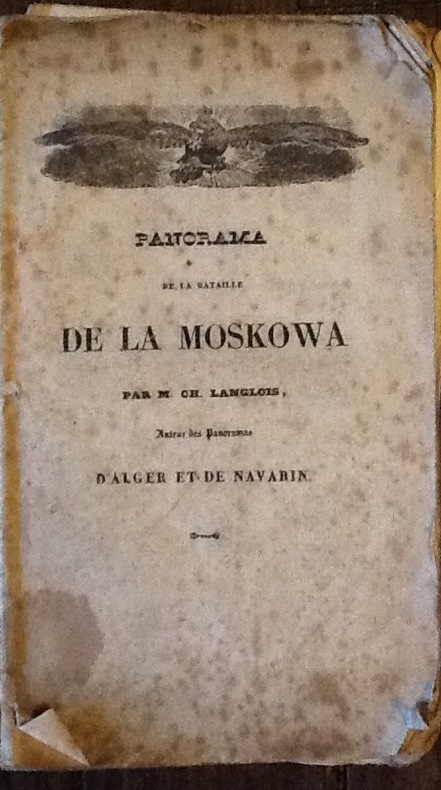 PANORAMA
DE LA BATAILLE
DE LA MOSKOWA
PAR M. CH. LANGLOIS,
Auteur des Panoramas
D'ALGER ET DE NAVARIN.